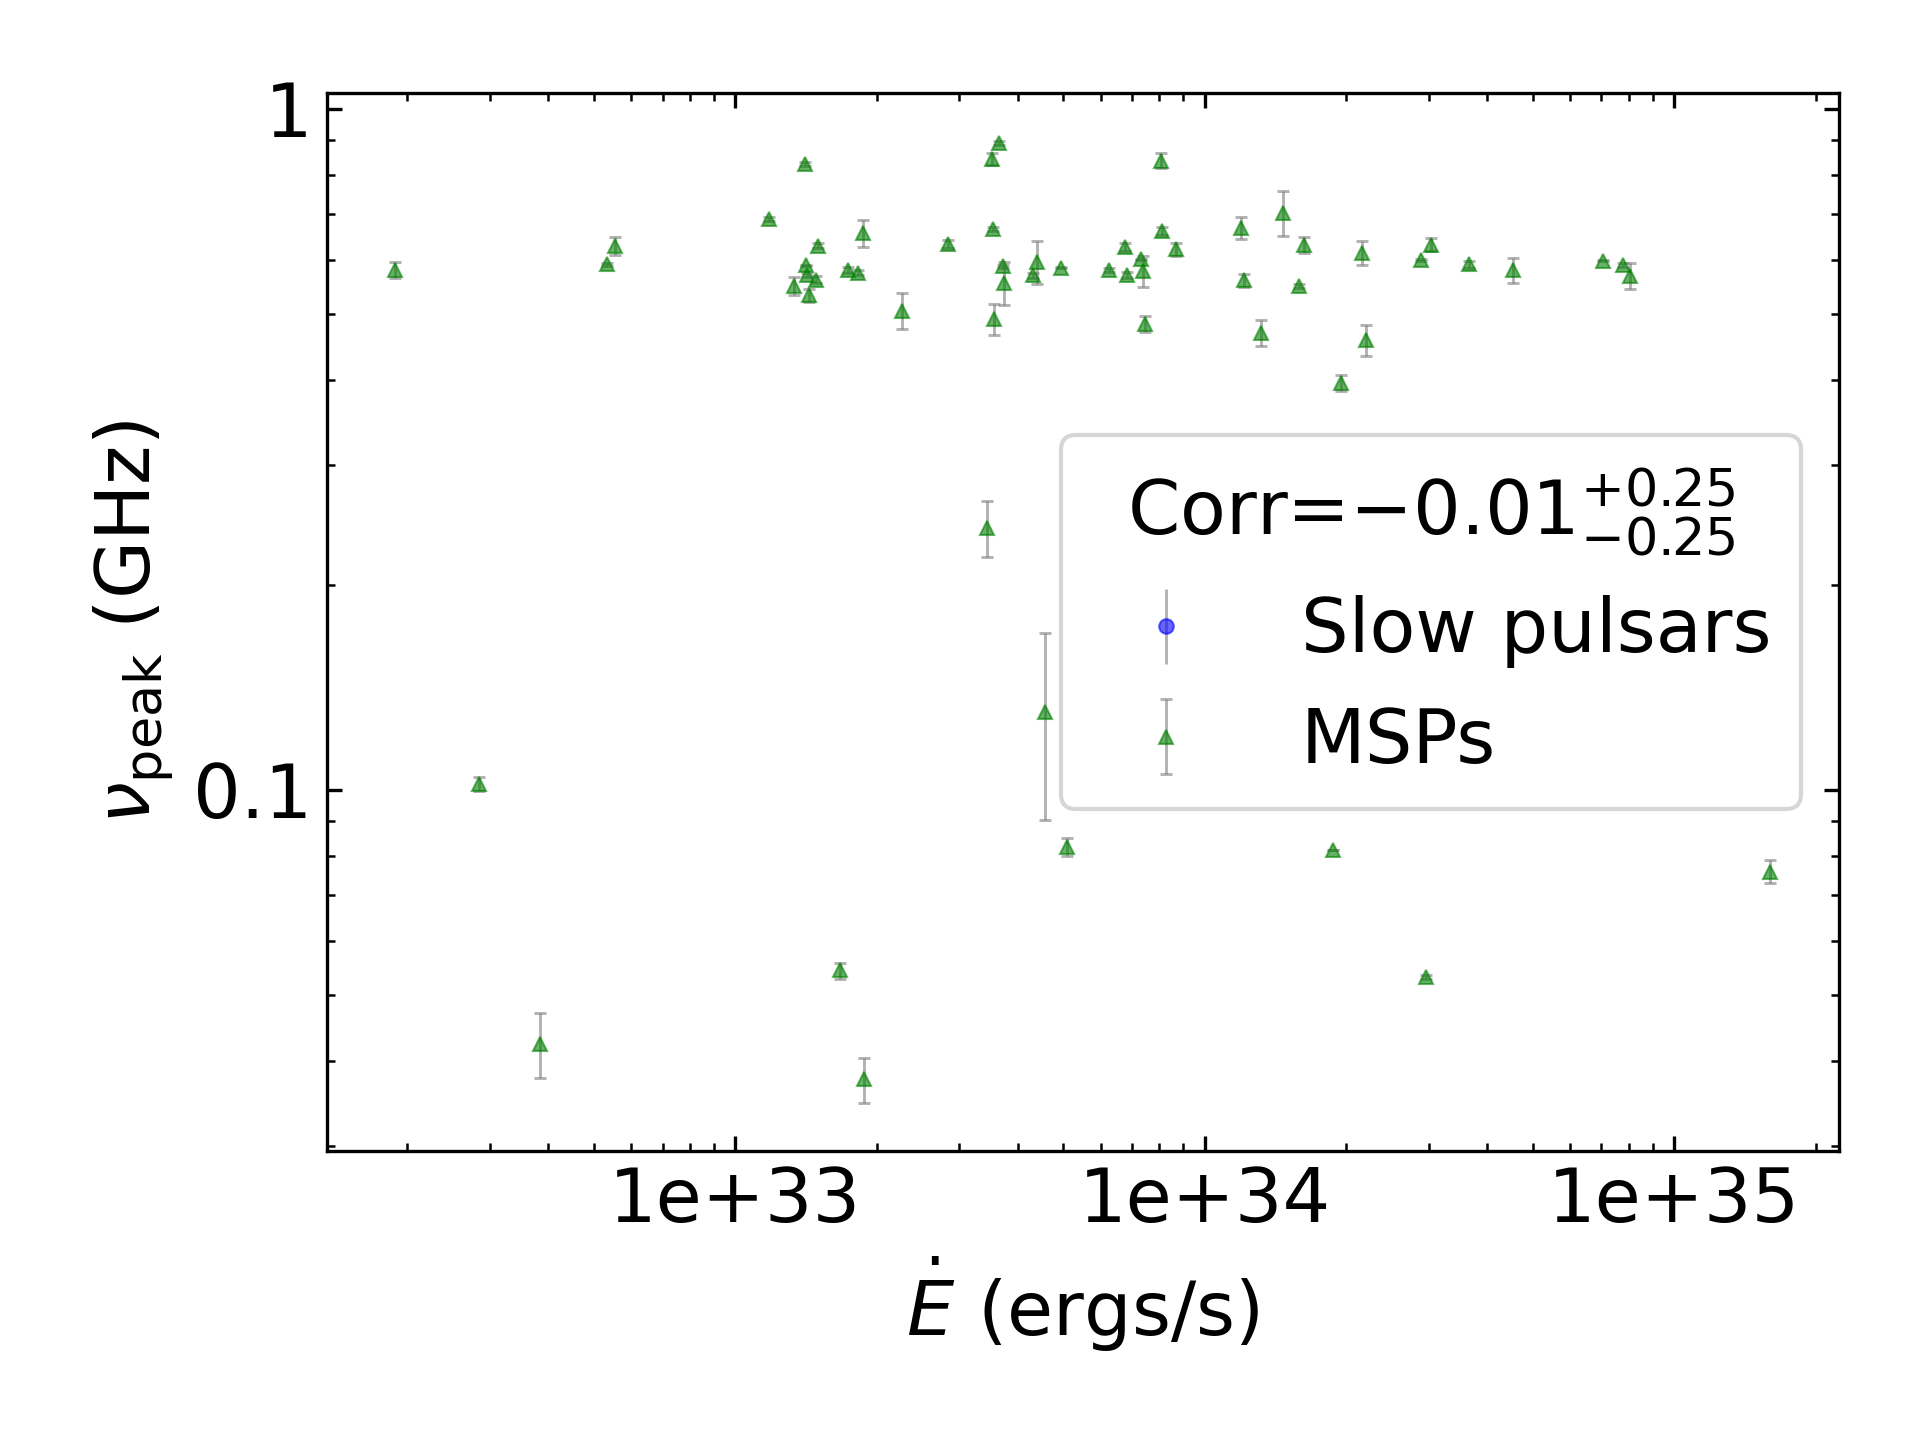 1
0.1
ν_peak (GHz)
Corr=−0.01 +0.25 −0.25
Slow pulsars
MSPs
1e+33 1e+34 1e+35
Ė (ergs/s)